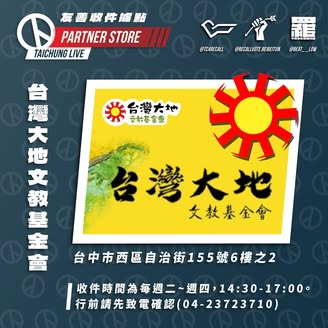 友善收件據點
PARTNER STORE
TAICHUNG LIVE
@TCARECALL
@RECALLVOTE.BEIBEITUN
罷
@BEAT__LOW
台灣大地文教基金會
台灣大地
文教基金會
台灣大地
文教基金會
台中市西區自治街155號6樓之2
收件時間為每週二~週四,14:30-17:00。
行前請先致電確認(04-23723710)